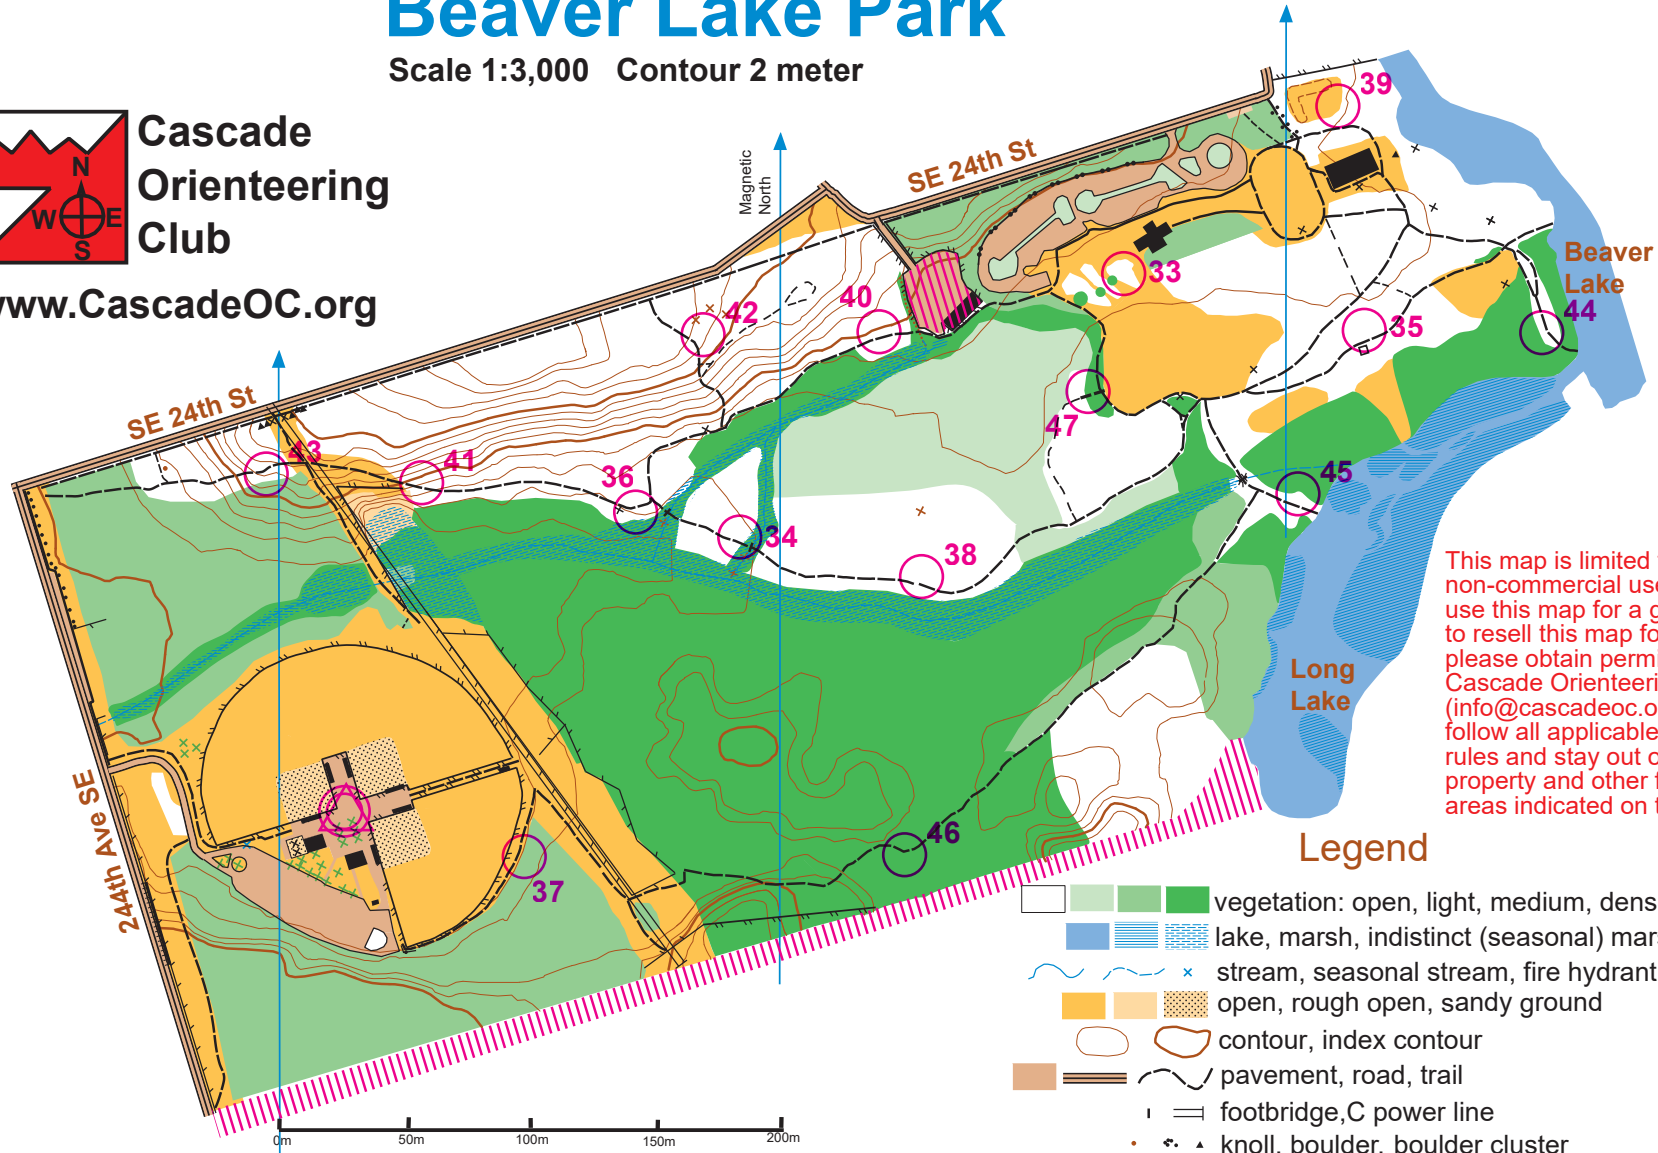 Beaver Lake Park
Scale 1:3,000 Contour 2 meter
Cascade
Orienteering
Club
N
W E
S
www.CascadeOC.org
Magnetic
North
SE 24th St
SE 24th St
244th Ave SE
Beaver
Lake
Long
Lake
39
33
42
40
35
44
43
41
36
47
45
34
38
46
37
This map is limited
non-commercial use
use this map for a g
to resell this map fo
please obtain permi
Cascade Orienteeri
(info@cascadeoc.o
follow all applicable
rules and stay out o
property and other f
areas indicated on t
Legend
vegetation: open, light, medium, dens
lake, marsh, indistinct (seasonal) mars
stream, seasonal stream, fire hydrant
open, rough open, sandy ground
contour, index contour
pavement, road, trail
footbridge,C power line
knoll, boulder, boulder cluster
0m 50m 100m 150m 200m